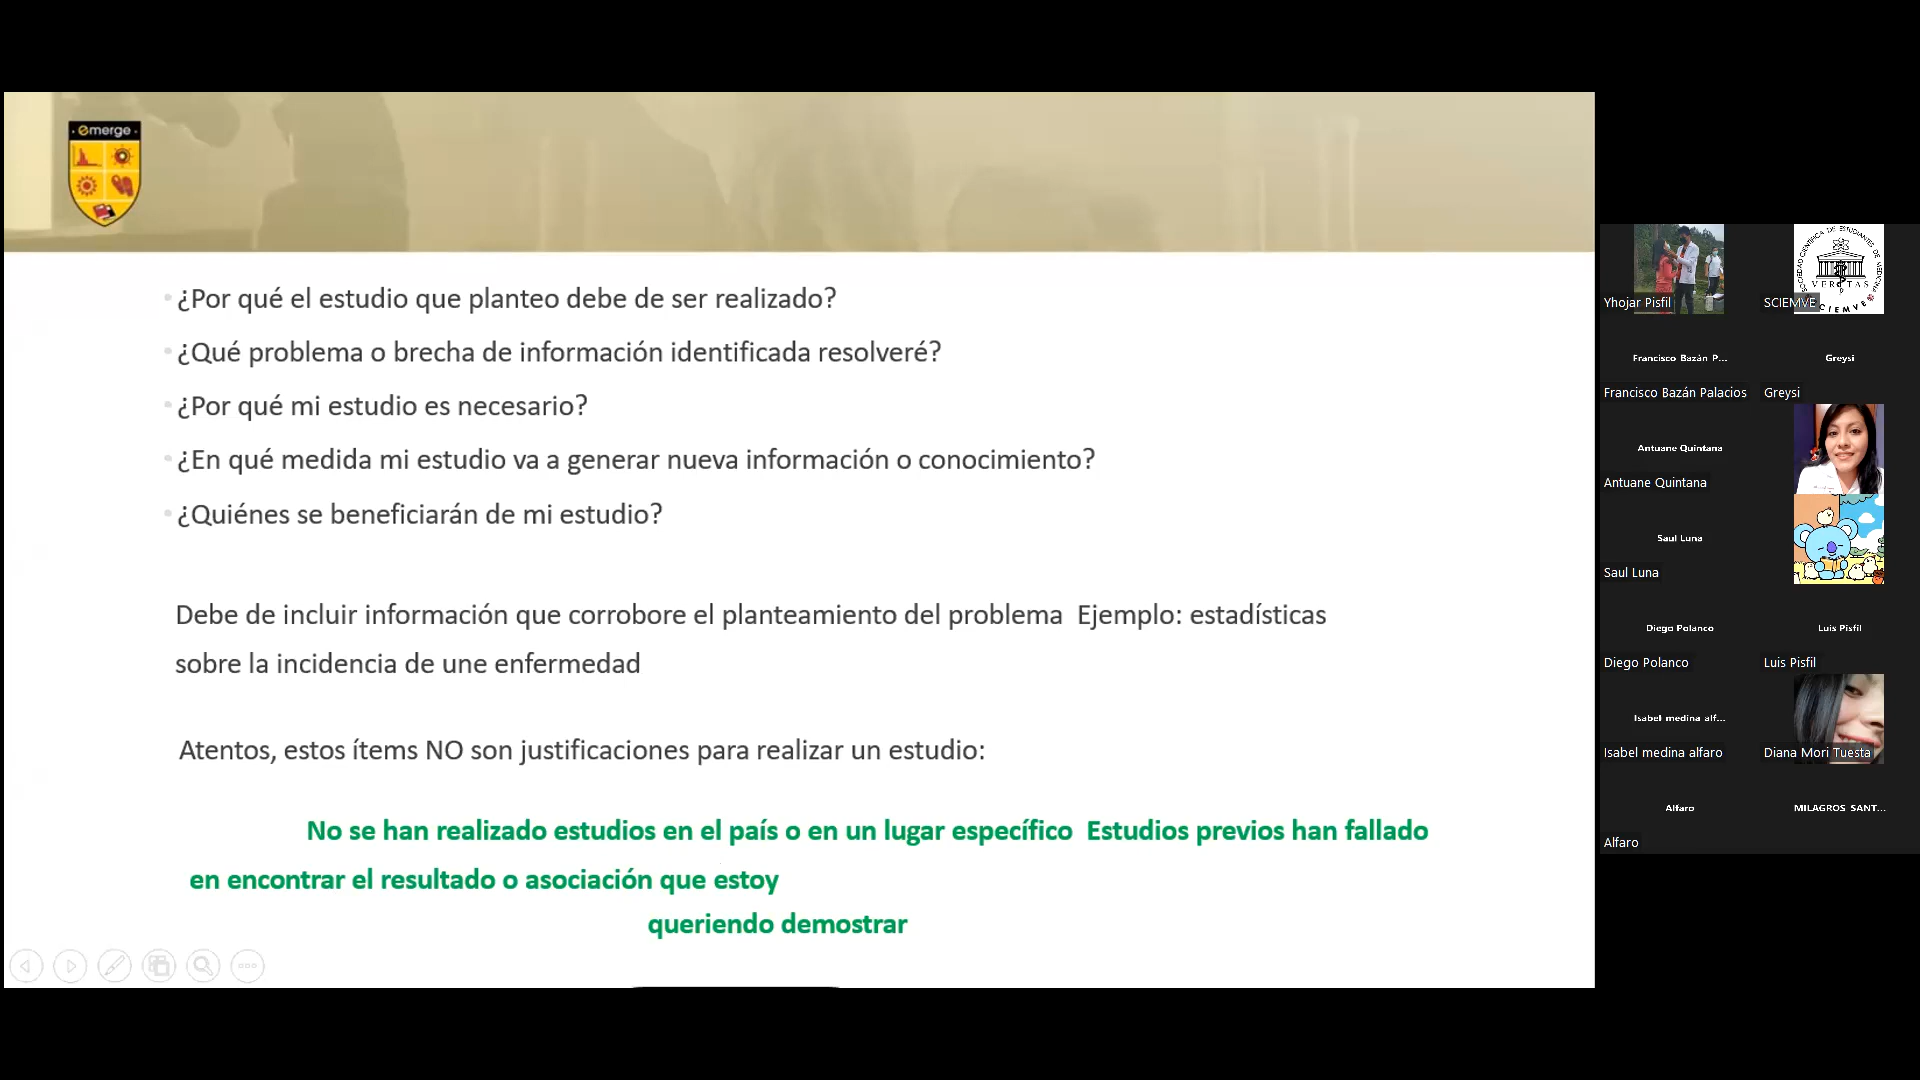 emerge
¿Por qué el estudio que planteo debe de ser realizado?
¿Qué problema o brecha de información identificada resolveré?
¿Por qué mi estudio es necesario?
¿En qué medida mi estudio va a generar nueva información o conocimiento?
¿Quiénes se beneficiarán de mi estudio?
Debe de incluir información que corrobore el planteamiento del problema Ejemplo: estadísticas
sobre la incidencia de une enfermedad
Atentos, estos ítems NO son justificaciones para realizar un estudio:
No se han realizado estudios en el país o en un lugar específico Estudios previos han fallado
en encontrar el resultado o asociación que estoy
queriendo demostrar
Yhojar Pisfil
SOCIEDAD CIENTIFICA DE ESTUDIANTES DE MEDICINA
VERITAS
SCIEMVE
Francisco Bazán P...
Francisco Bazán Palacios
Greysi
Greysi
Antuane Quintana
Antuane Quintana
Saul Luna
Saul Luna
Diego Polanco
Diego Polanco
Luis Pisfil
Luis Pisfil
Isabel medina alf...
Isabel medina alfaro
Diana Mori Tuesta
Alfaro
Alfaro
MILAGROS SANT...